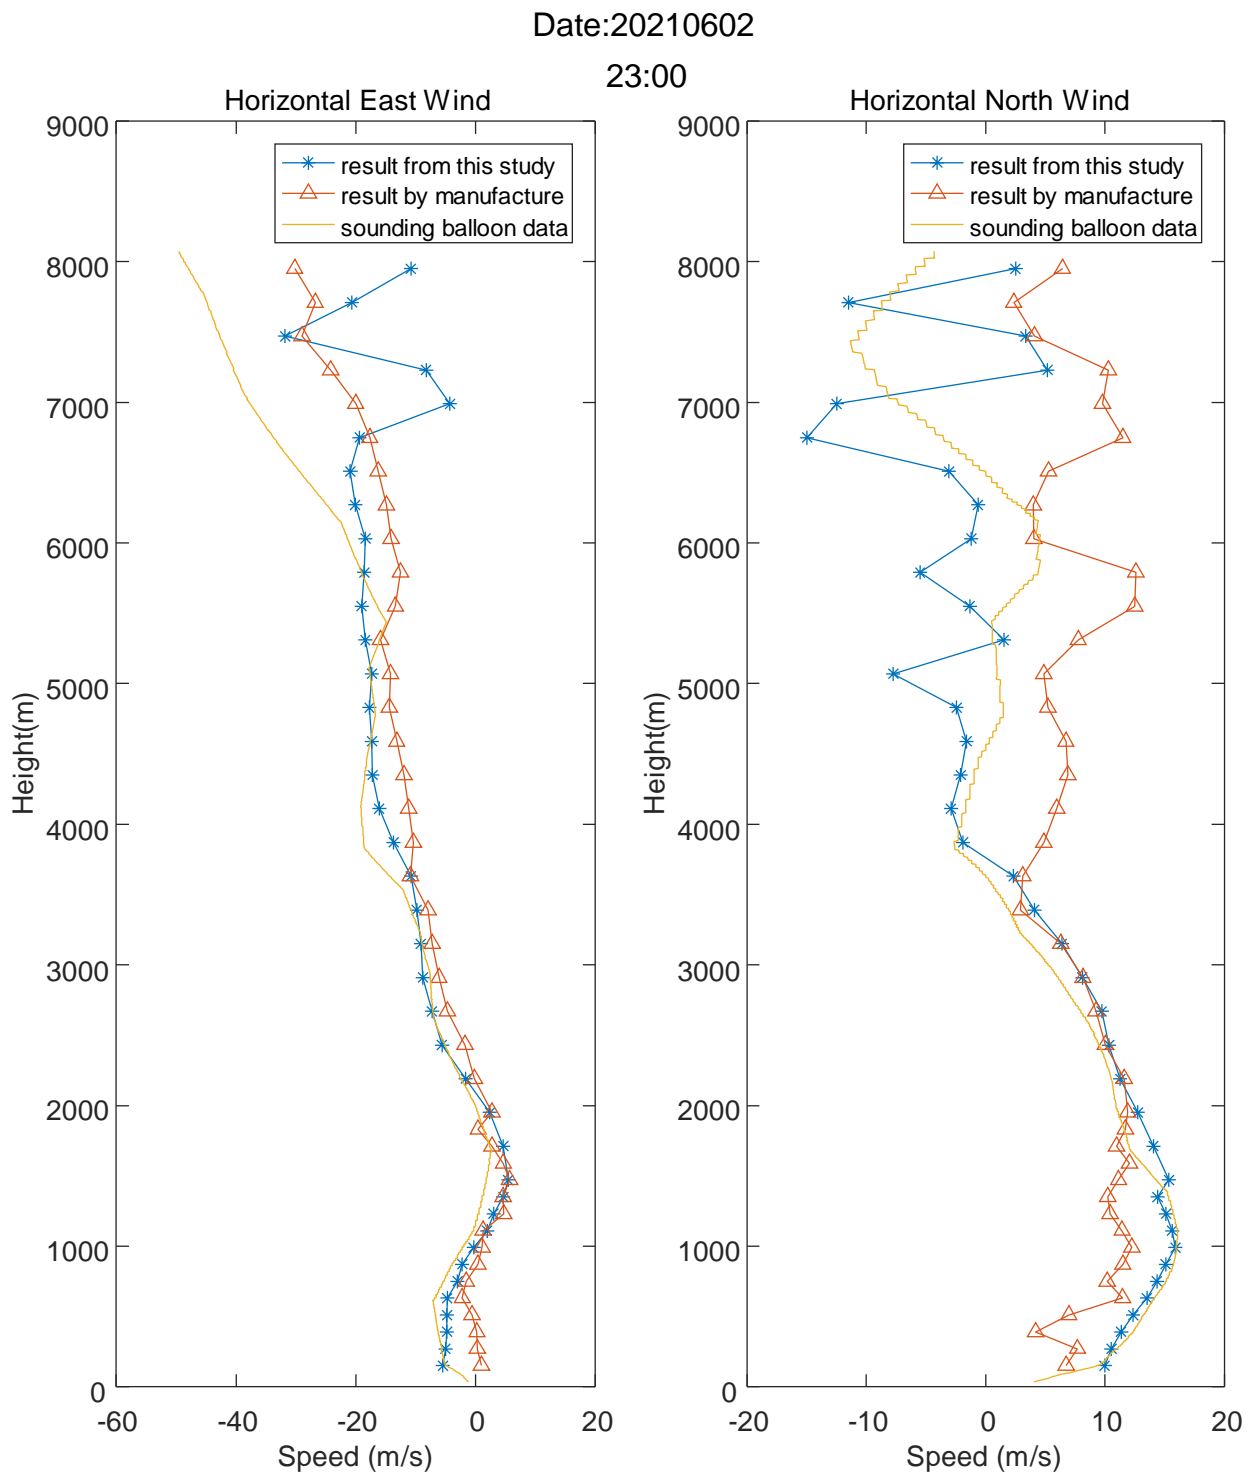 Date:20210602
23:00
Horizontal East Wind
9000
8000
7000
6000
5000
4000
3000
2000
1000
0
-60
-40
-20
0
20
Height(m)
Speed (m/s)
result from this study
result by manufacture
sounding balloon data
Horizontal North Wind
9000
8000
7000
6000
5000
4000
3000
2000
1000
0
-20
-10
0
10
20
Height(m)
Speed (m/s)
result from this study
result by manufacture
sounding balloon data